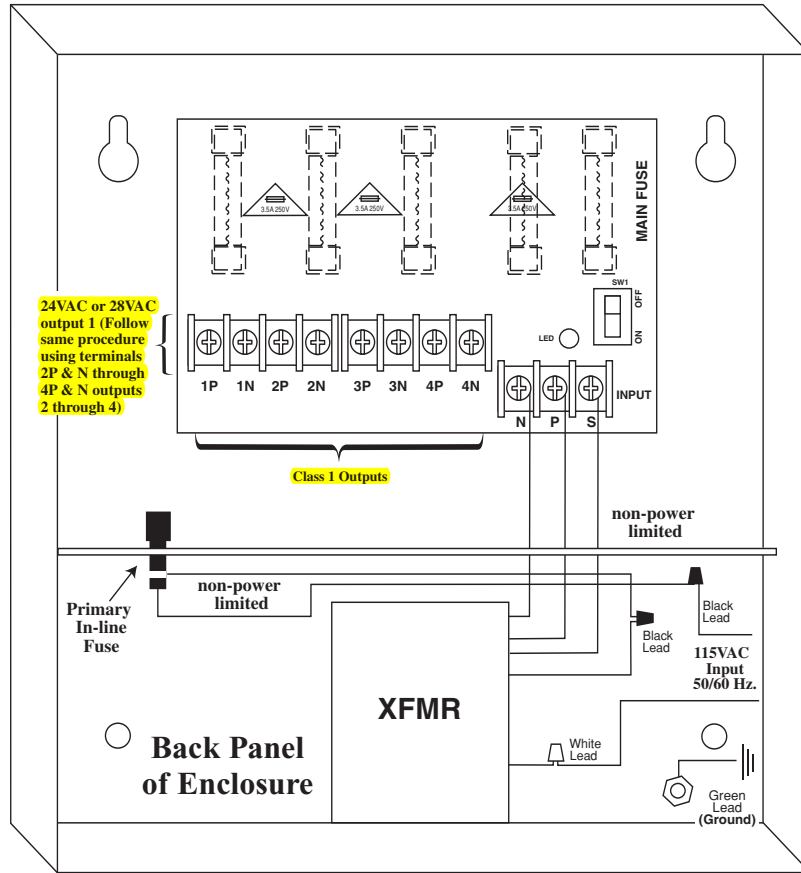 MAIN FUSE
3.5A 250V
3.5A 250V
3.5A 250V
SW1
OFF
ON
LED
24VAC or 28VAC
output 1 (Follow
same procedure
using terminals
2P & N through
4P & N outputs
2 through 4)
1P 1N 2P 2N 3P 3N 4P 4N
INPUT
N P S
Class 1 Outputs
non-power
limited
non-power
limited
Primary
In-line
Fuse
Black
Lead
Black
Lead
115VAC
Input
50/60 Hz.
XFMR
Back Panel
of Enclosure
White
Lead
Green
Lead
(Ground)